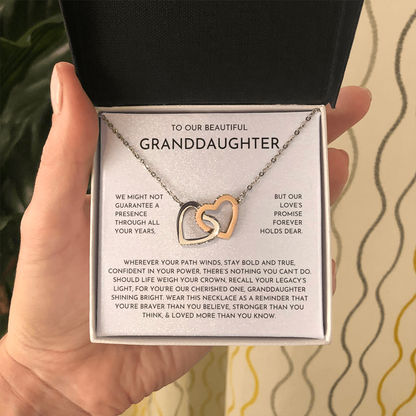 TO OUR BEAUTIFUL
GRANDDAUGHTER
WE MIGHT NOT
GUARANTEE A
PRESENCE
THROUGH ALL
YOUR YEARS,
BUT OUR
LOVE'S
PROMISE
FOREVER
HOLDS DEAR.
WHEREVER YOUR PATH WINDS, STAY BOLD AND TRUE,
CONFIDENT IN YOUR POWER, THERE'S NOTHING YOU CAN'T DO.
SHOULD LIFE WEIGH YOUR CROWN, RECALL YOUR LEGACY'S
LIGHT, FOR YOU'RE OUR CHERISHED ONE, GRANDDAUGHTER
SHINING BRIGHT. WEAR THIS NECKLACE AS A REMINDER THAT
YOU'RE BRAVER THAN YOU BELIEVE, STRONGER THAN YOU
THINK, & LOVED MORE THAN YOU KNOW.